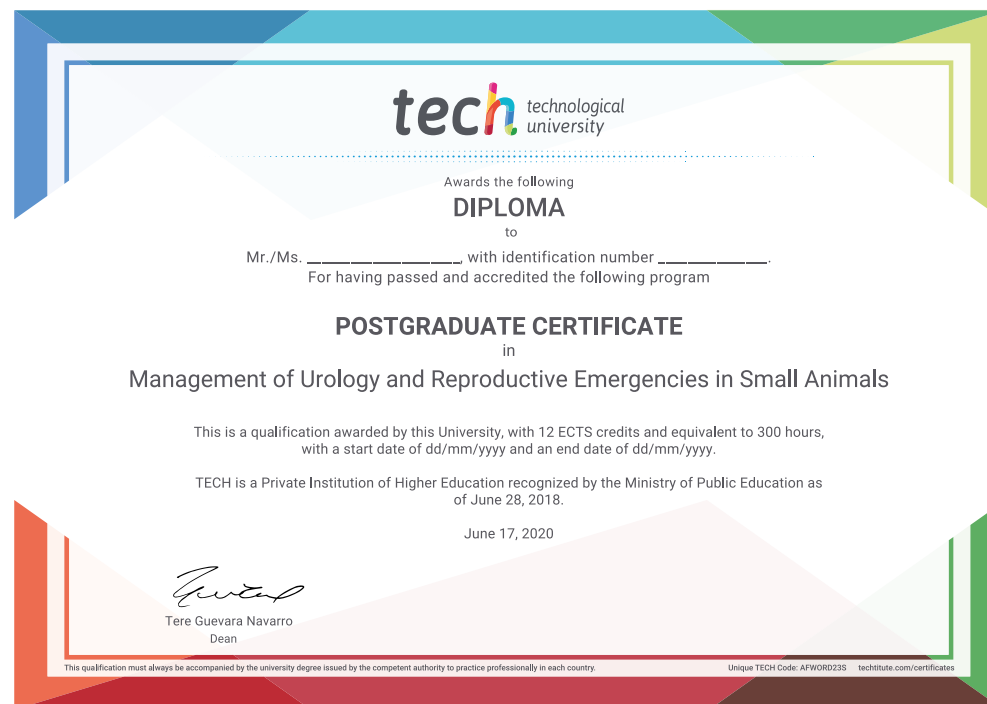 tech technological
university
Awards the following
DIPLOMA
to
Mr./Ms. _____________________, with identification number _______________.
For having passed and accredited the following program
POSTGRADUATE CERTIFICATE
in
Management of Urology and Reproductive Emergencies in Small Animals
This is a qualification awarded by this University, with 12 ECTS credits and equivalent to 300 hours,
with a start date of dd/mm/yyyy and an end date of dd/mm/yyyy.
TECH is a Private Institution of Higher Education recognized by the Ministry of Public Education as
of June 28, 2018.
June 17, 2020
Tere Guevara Navarro
Dean
This qualification must always be accompanied by the university degree issued by the competent authority to practice professionally in each country.
Unique TECH Code: AFWORD23S techtitute.com/certificates